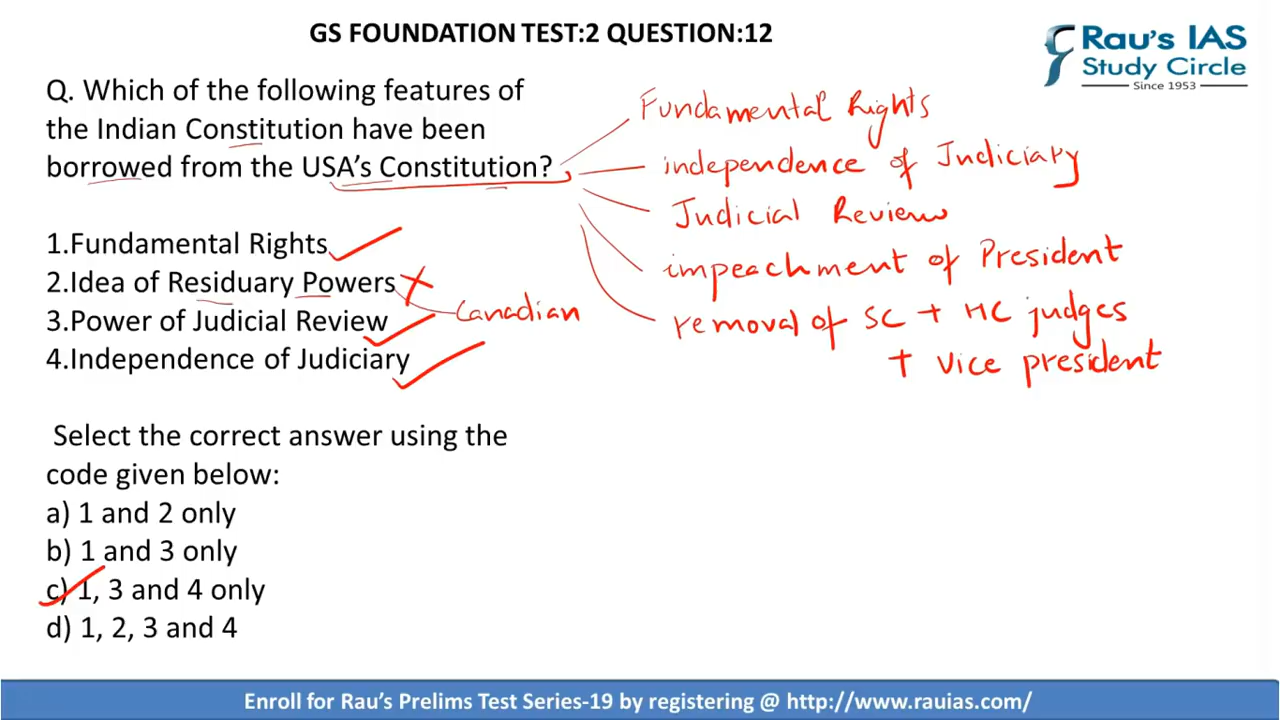 GS FOUNDATION TEST:2 QUESTION:12
Rau's IAS
Study Circle
Since 1953
Q. Which of the following features of
the Indian Constitution have been
borrowed from the USA's Constitution?
1.Fundamental Rights
2.Idea of Residuary Powers
3.Power of Judicial Review
4.Independence of Judiciary
Canadian
Fundamental Rights
independence of Judiciary
Judicial Review
impeachment of President
removal of SC + HC judges
+ vice president
Select the correct answer using the
code given below:
a) 1 and 2 only
b) 1 and 3 only
c) 1, 3 and 4 only
d) 1, 2, 3 and 4
Enroll for Rau's Prelims Test Series-19 by registering @ http://www.rauias.com/